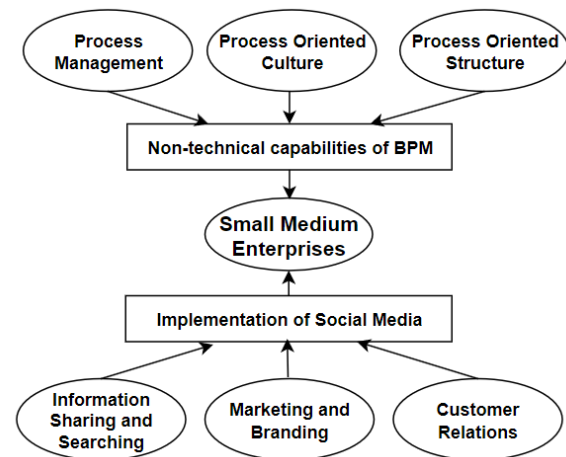 Process
Management
Process Oriented
Culture
Process Oriented
Structure
Non-technical capabilities of BPM
Small Medium
Enterprises
Implementation of Social Media
Information
Sharing and
Searching
Marketing and
Branding
Customer
Relations